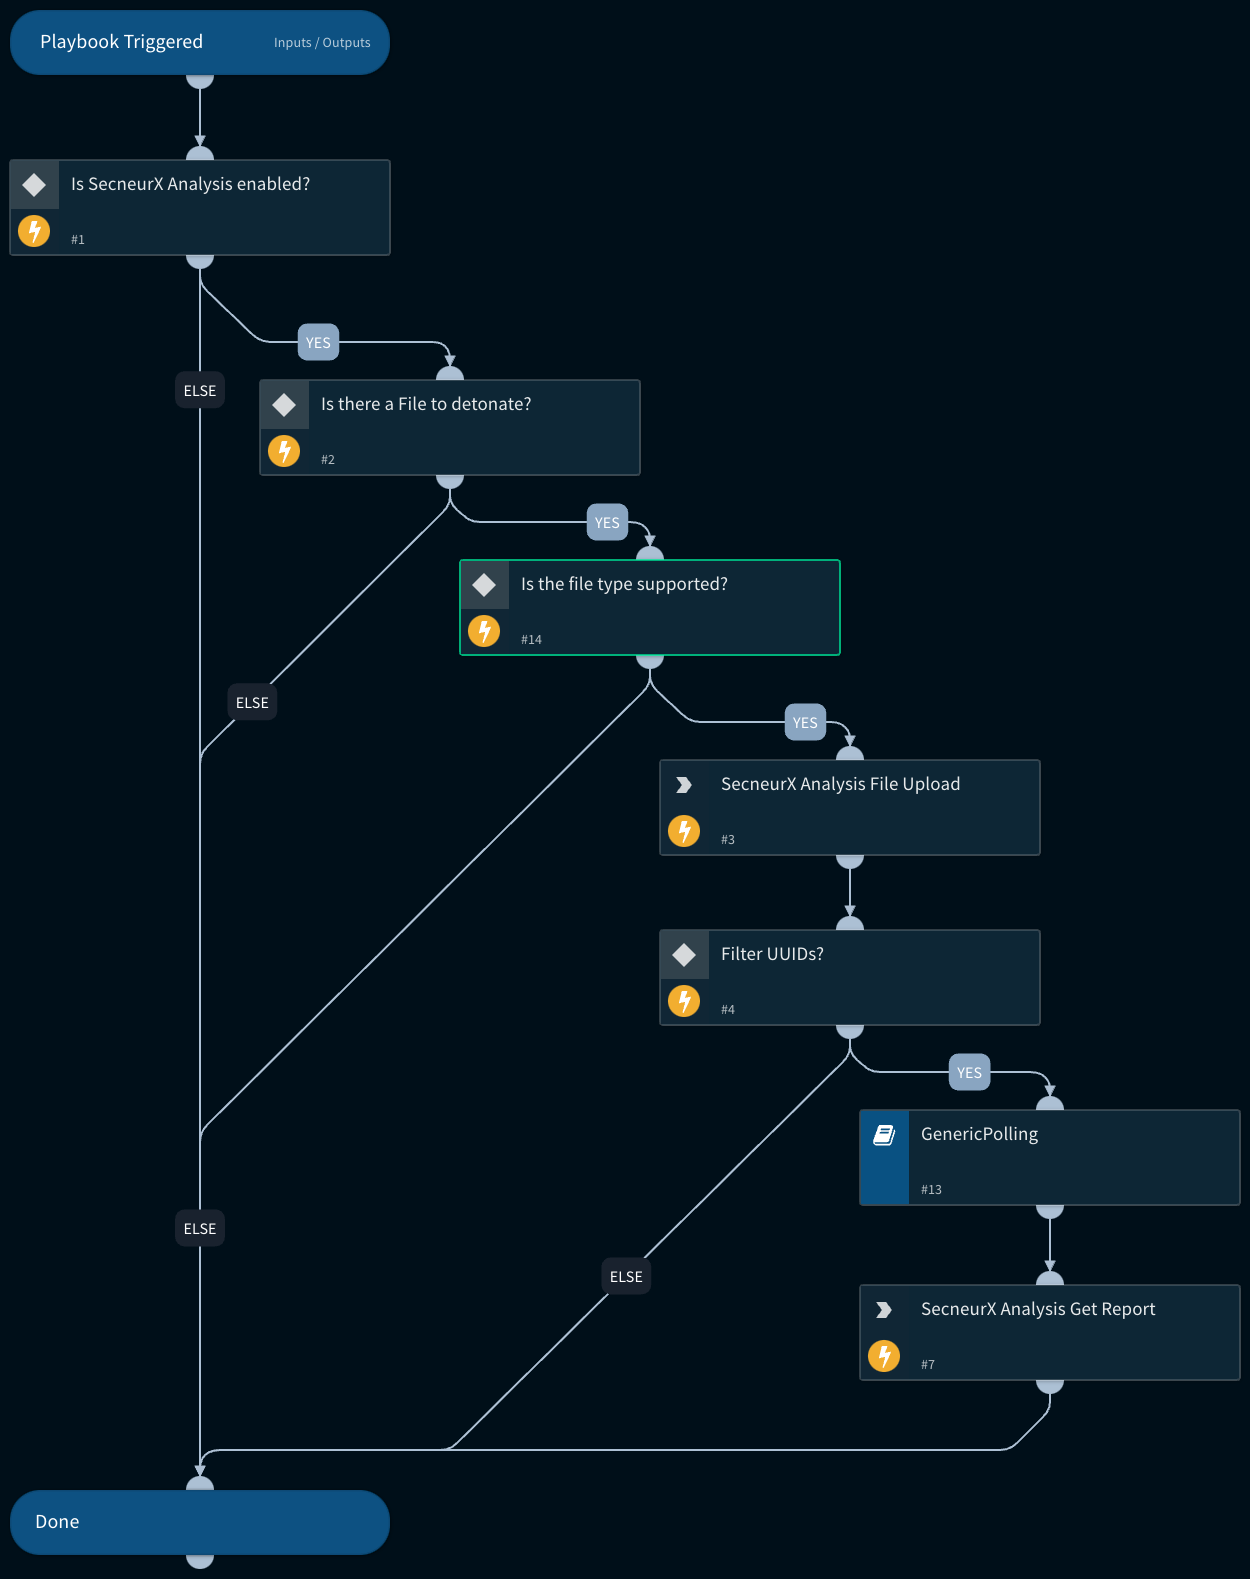 Playbook Triggered
Inputs / Outputs
Is SecneurX Analysis enabled?
#1
YES
ELSE
Is there a File to detonate?
#2
YES
Is the file type supported?
#14
ELSE
YES
SecneurX Analysis File Upload
#3
Filter UUIDs?
#4
YES
GenericPolling
#13
ELSE
ELSE
SecneurX Analysis Get Report
#7
Done